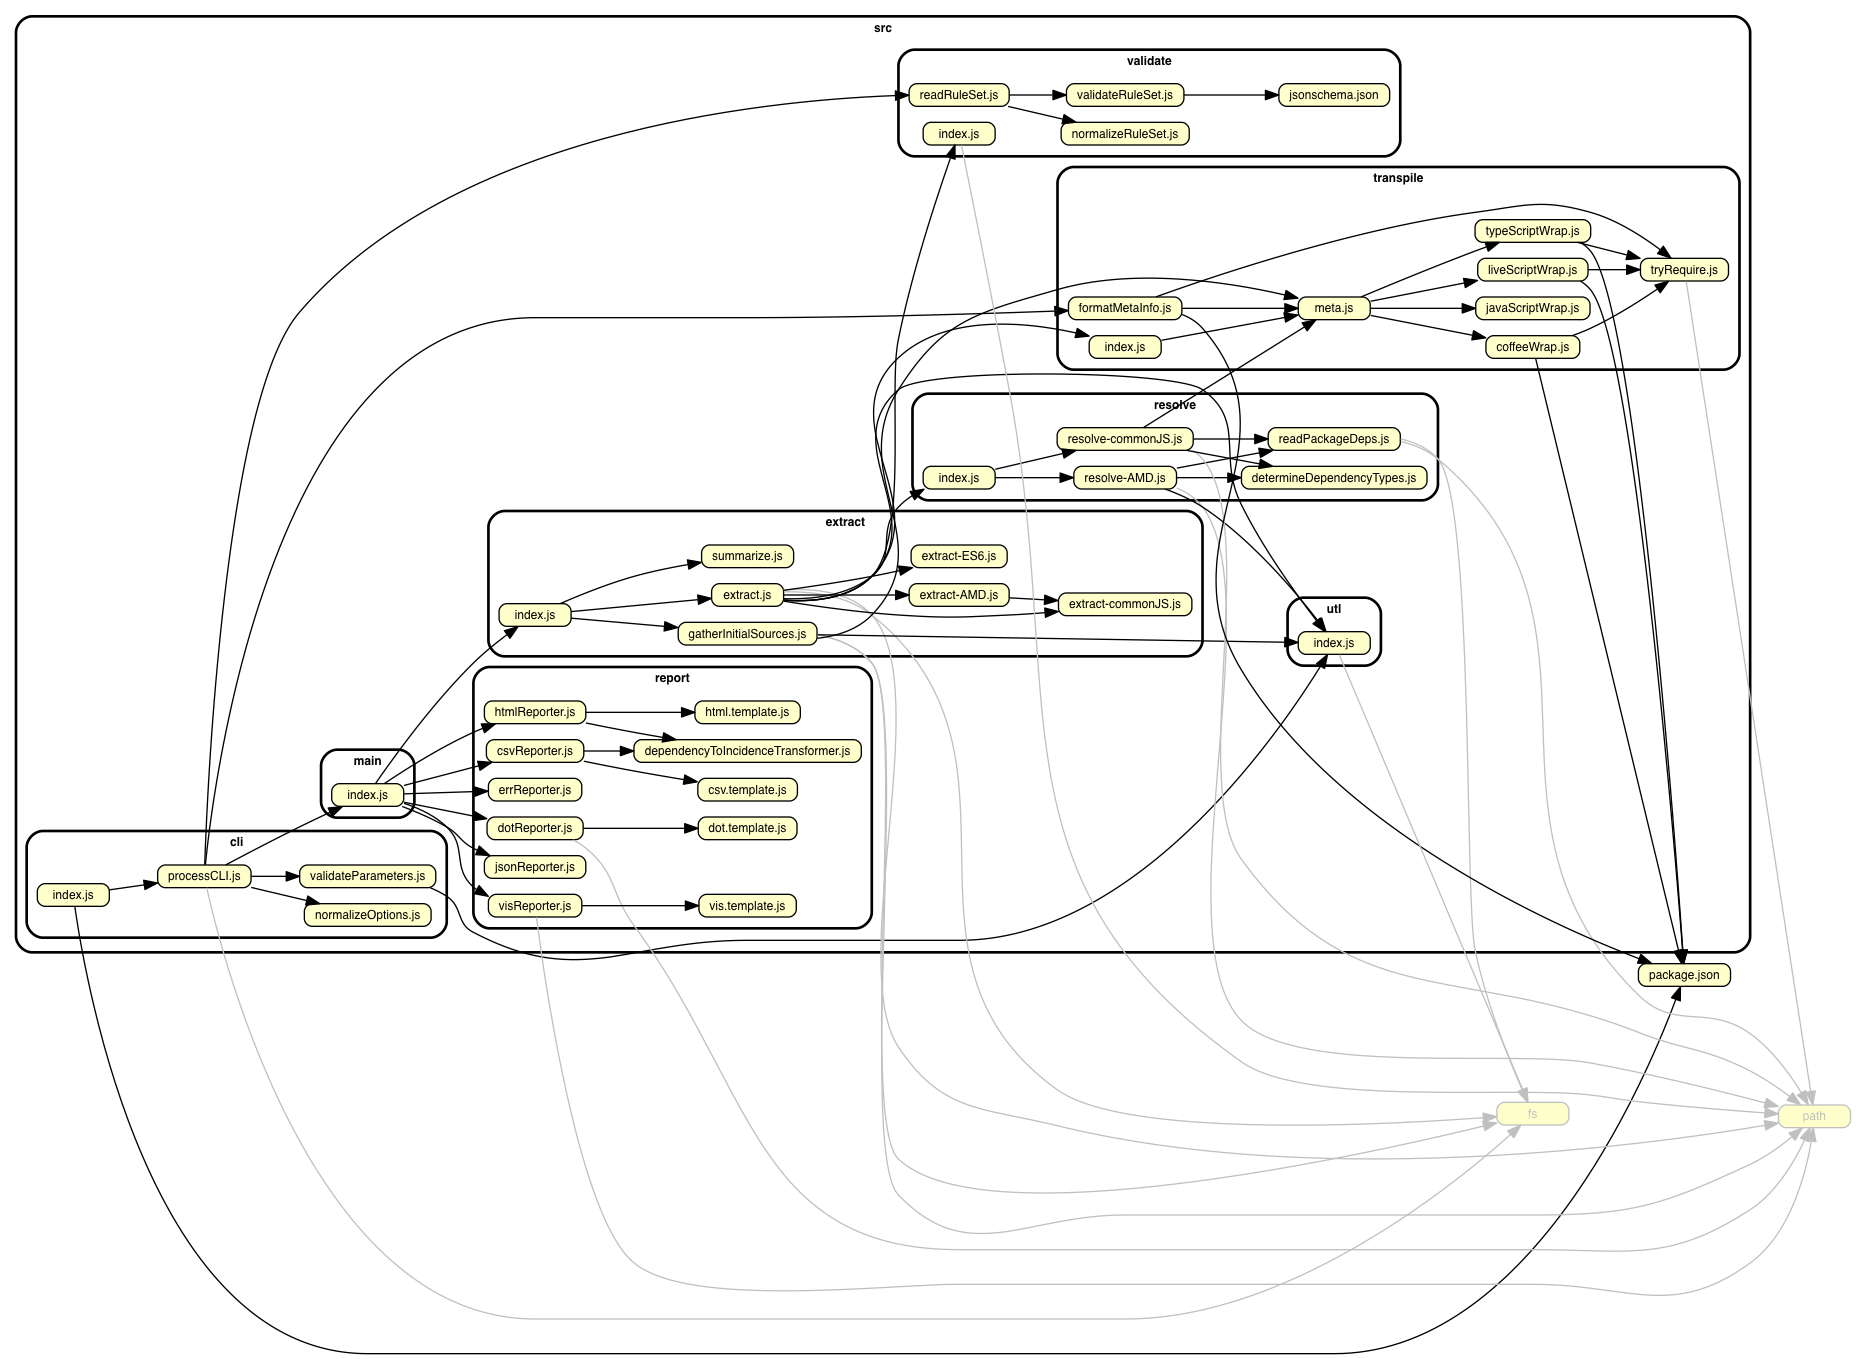 src
validate
readRuleSet.js
validateRuleSet.js
jsonschema.json
index.js
normalizeRuleSet.js
transpile
typeScriptWrap.js
liveScriptWrap.js
tryRequire.js
formatMetaInfo.js
meta.js
javaScriptWrap.js
index.js
coffeeWrap.js
resolve
resolve-commonJS.js
readPackageDeps.js
index.js
resolve-AMD.js
determineDependencyTypes.js
extract
summarize.js
extract-ES6.js
extract.js
extract-AMD.js
extract-commonJS.js
index.js
gatherInitialSources.js
utl
index.js
report
htmlReporter.js
html.template.js
csvReporter.js
dependencyToIncidenceTransformer.js
errReporter.js
csv.template.js
dotReporter.js
dot.template.js
jsonReporter.js
visReporter.js
vis.template.js
main
index.js
cli
processCLI.js
validateParameters.js
index.js
normalizeOptions.js
package.json
fs
path